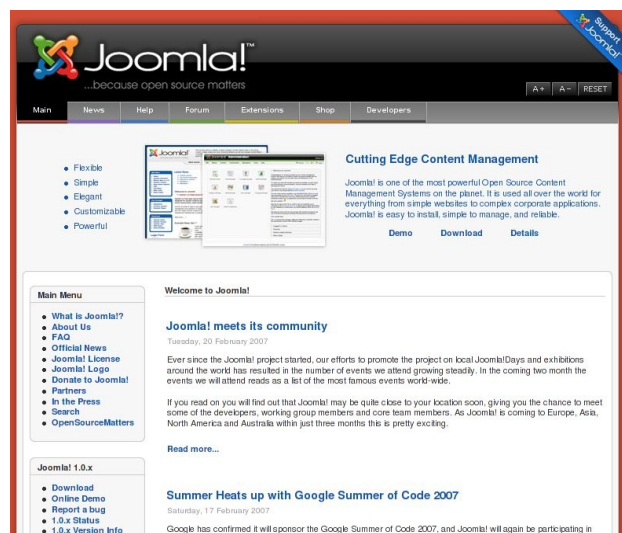 Support
Joomla!
Joomla!™
...because open source matters
A+ A- RESET
Main News Help Forum Extensions Shop Developers
Flexible
Simple
Elegant
Customizable
Powerful
Joomla!
Cutting Edge Content Management
Joomla! is one of the most powerful Open Source Content
Management Systems on the planet. It is used all over the world for
everything from simple websites to complex corporate applications.
Joomla! is easy to install, simple to manage, and reliable.
Demo Download Details
Main Menu
What is Joomla!?
About Us
FAQ
Official News
Joomla! License
Joomla! Logo
Donate to Joomla!
Partners
In the Press
Search
OpenSourceMatters
Joomla! 1.0.x
Download
Online Demo
Report a bug
1.0.x Status
1.0.x Version Info
Welcome to Joomla!
Joomla! meets its community
Tuesday, 20 February 2007
Ever since the Joomla! project started, our efforts to promote the project on local Joomla!Days and exhibitions
around the world has resulted in the number of events we attend growing steadily. In the coming two month the
events we will attend reads as a list of the most famous events world-wide.
If you read on you will find out that Joomla! may be quite close to your location soon, giving you the chance to meet
some of the developers, working group members and core team members. As Joomla! is coming to Europe, Asia,
North America and Australia within just three months this is pretty exciting.
Read more...
Summer Heats up with Google Summer of Code 2007
Saturday, 17 February 2007
Google has confirmed it will sponsor the Google Summer of Code 2007, and Joomla! will again be participating in